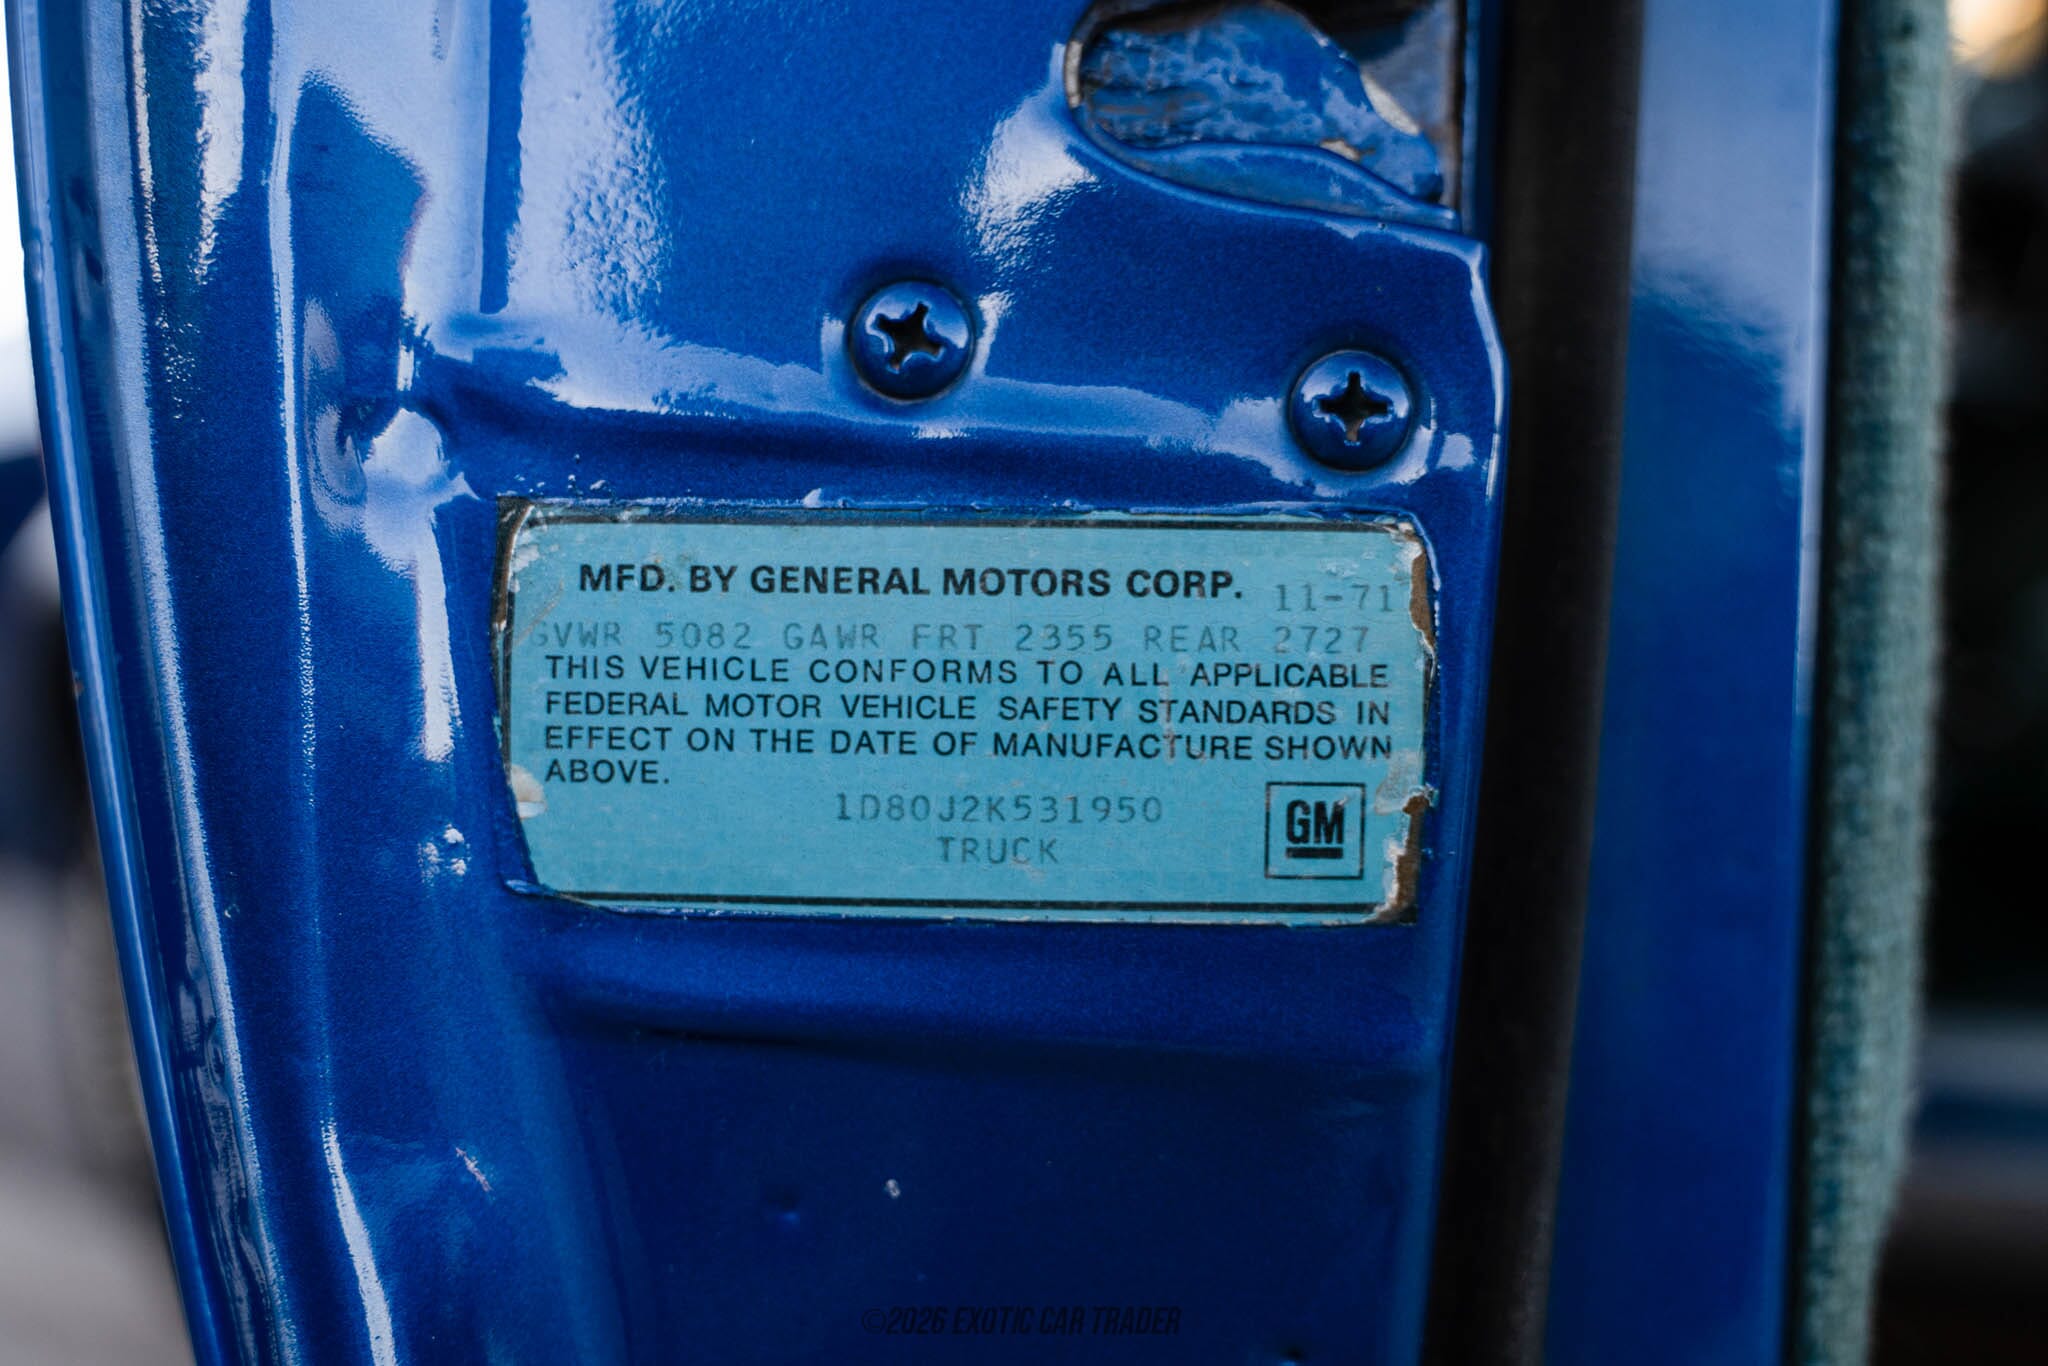 MFD. BY GENERAL MOTORS CORP. 11-71
GVWR 5082 GAWR FRT 2355 REAR 2727
THIS VEHICLE CONFORMS TO ALL APPLICABLE
FEDERAL MOTOR VEHICLE SAFETY STANDARDS IN
EFFECT ON THE DATE OF MANUFACTURE SHOWN
ABOVE.
1D80J2K531950
TRUCK
GM
©2026 EXOTIC CAR TRADER